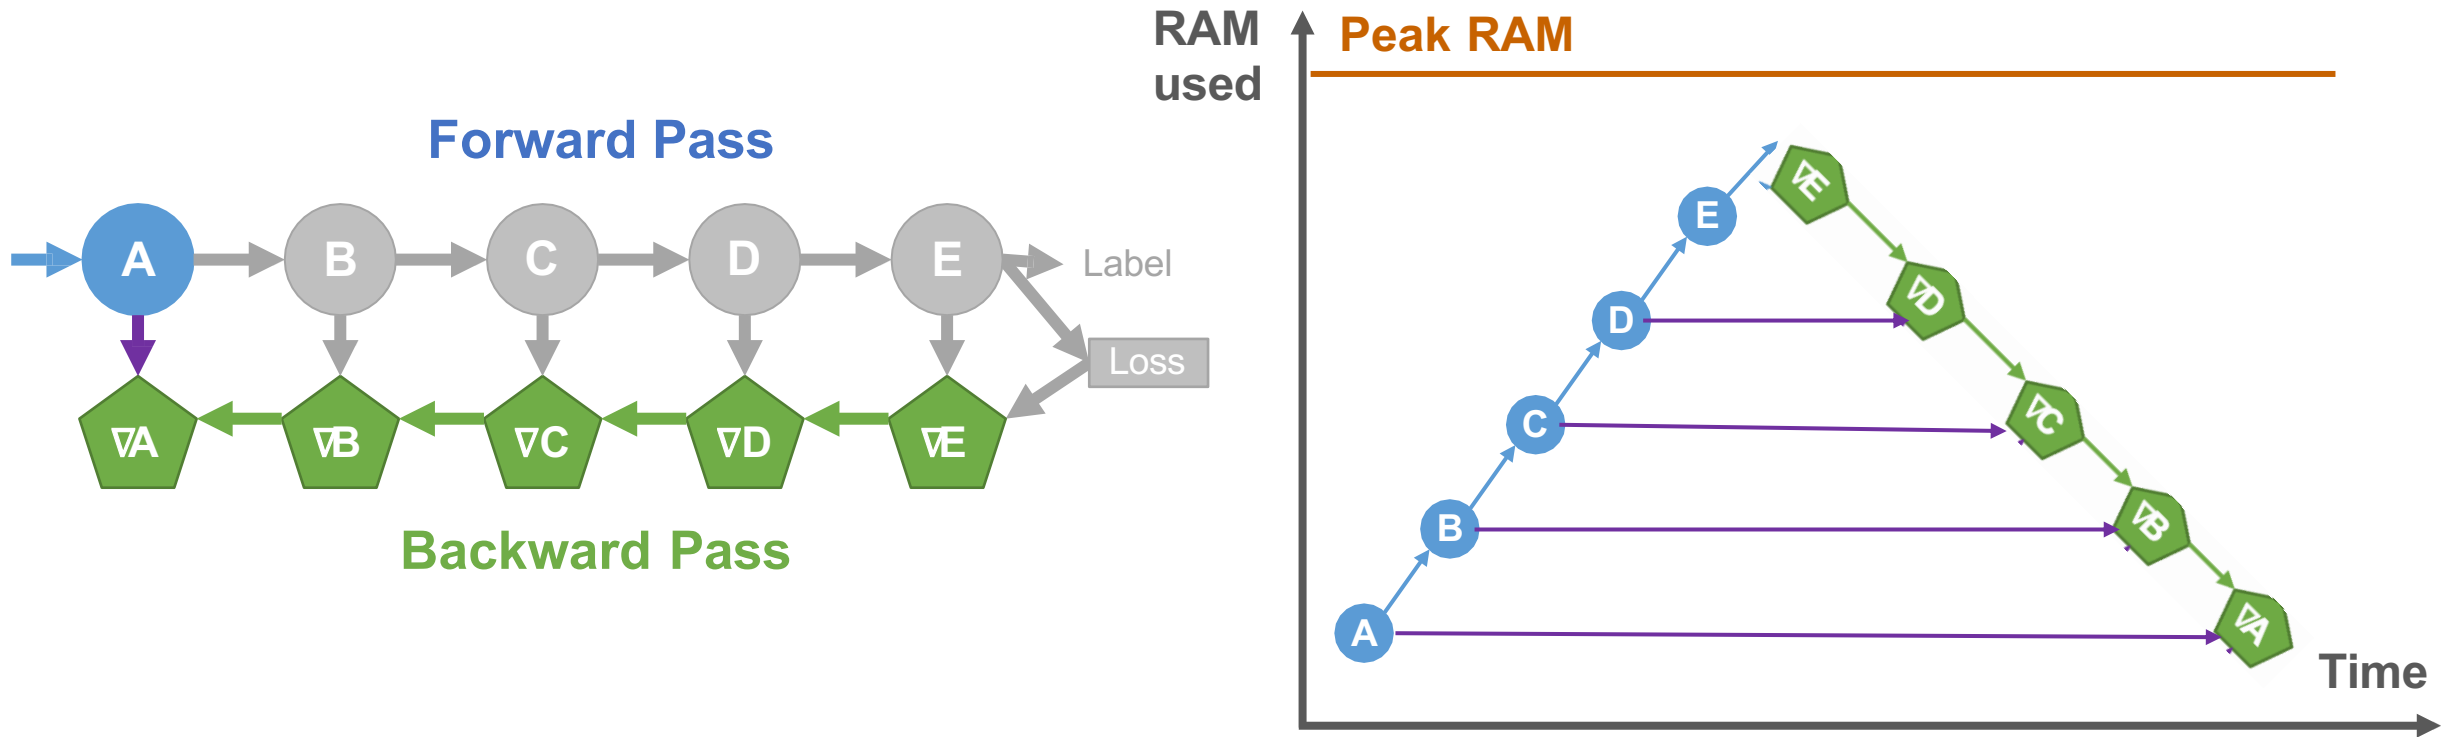 Forward Pass
A
B
C
D
E
Label
Loss
∇A
∇B
∇C
∇D
∇E
Backward Pass
RAM
used
Peak RAM
E
D
C
B
A
∇E
∇D
∇C
∇B
∇A
Time